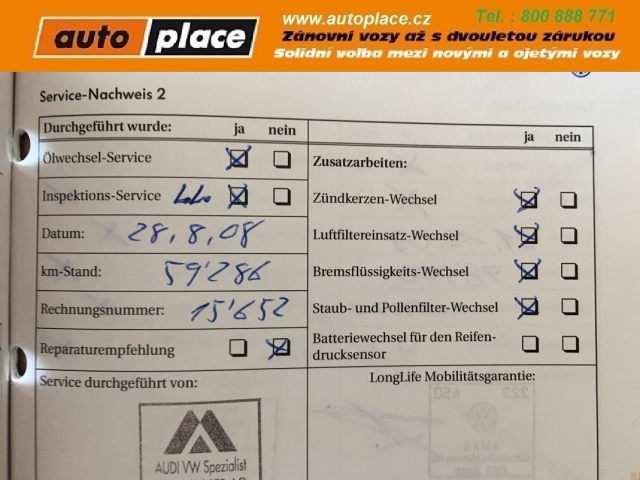 auto place
www.autoplace.cz
Tel. : 800 888 771
Zánovní vozy až s dvouletou zárukou
Solidní volba mezi novými a ojetými vozy
Service-Nachweis 2
Durchgeführt wurde: ja nein
Ölwechsel-Service
Inspektions-Service
Datum: 28.8.08
km-Stand: 59'286
Rechnungsnummer: 15'652
Reparaturempfehlung
Service durchgeführt von:
AUDI VW Spezialist
ja nein
Zusatzarbeiten:
Zündkerzen-Wechsel
Luftfiltereinsatz-Wechsel
Bremsflüssigkeits-Wechsel
Staub- und Pollenfilter-Wechsel
Batteriewechsel für den Reifen-
drucksensor
LongLife Mobilitätsgarantie: